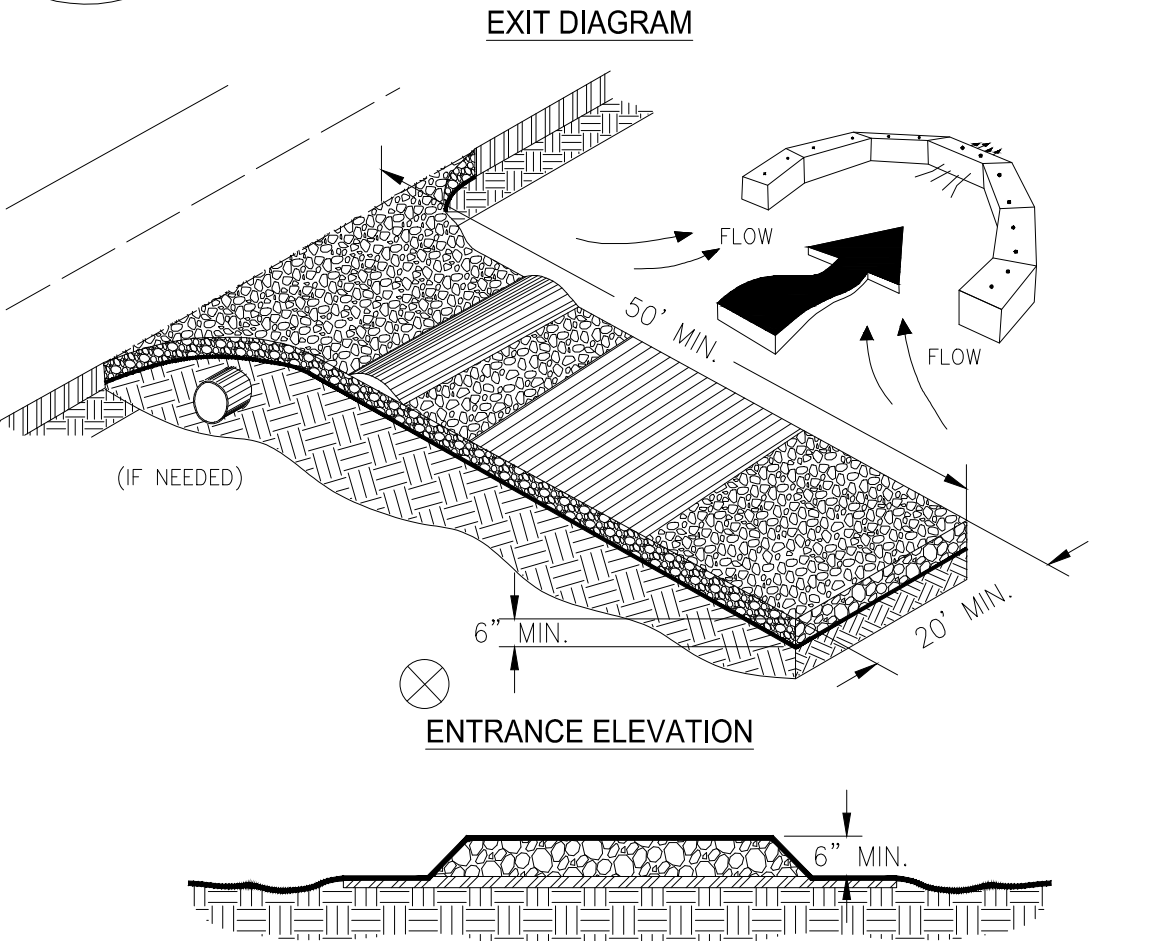 EXIT DIAGRAM
FLOW
50' MIN.
FLOW
(IF NEEDED)
6” MIN.
20' MIN.
ENTRANCE ELEVATION
6” MIN.